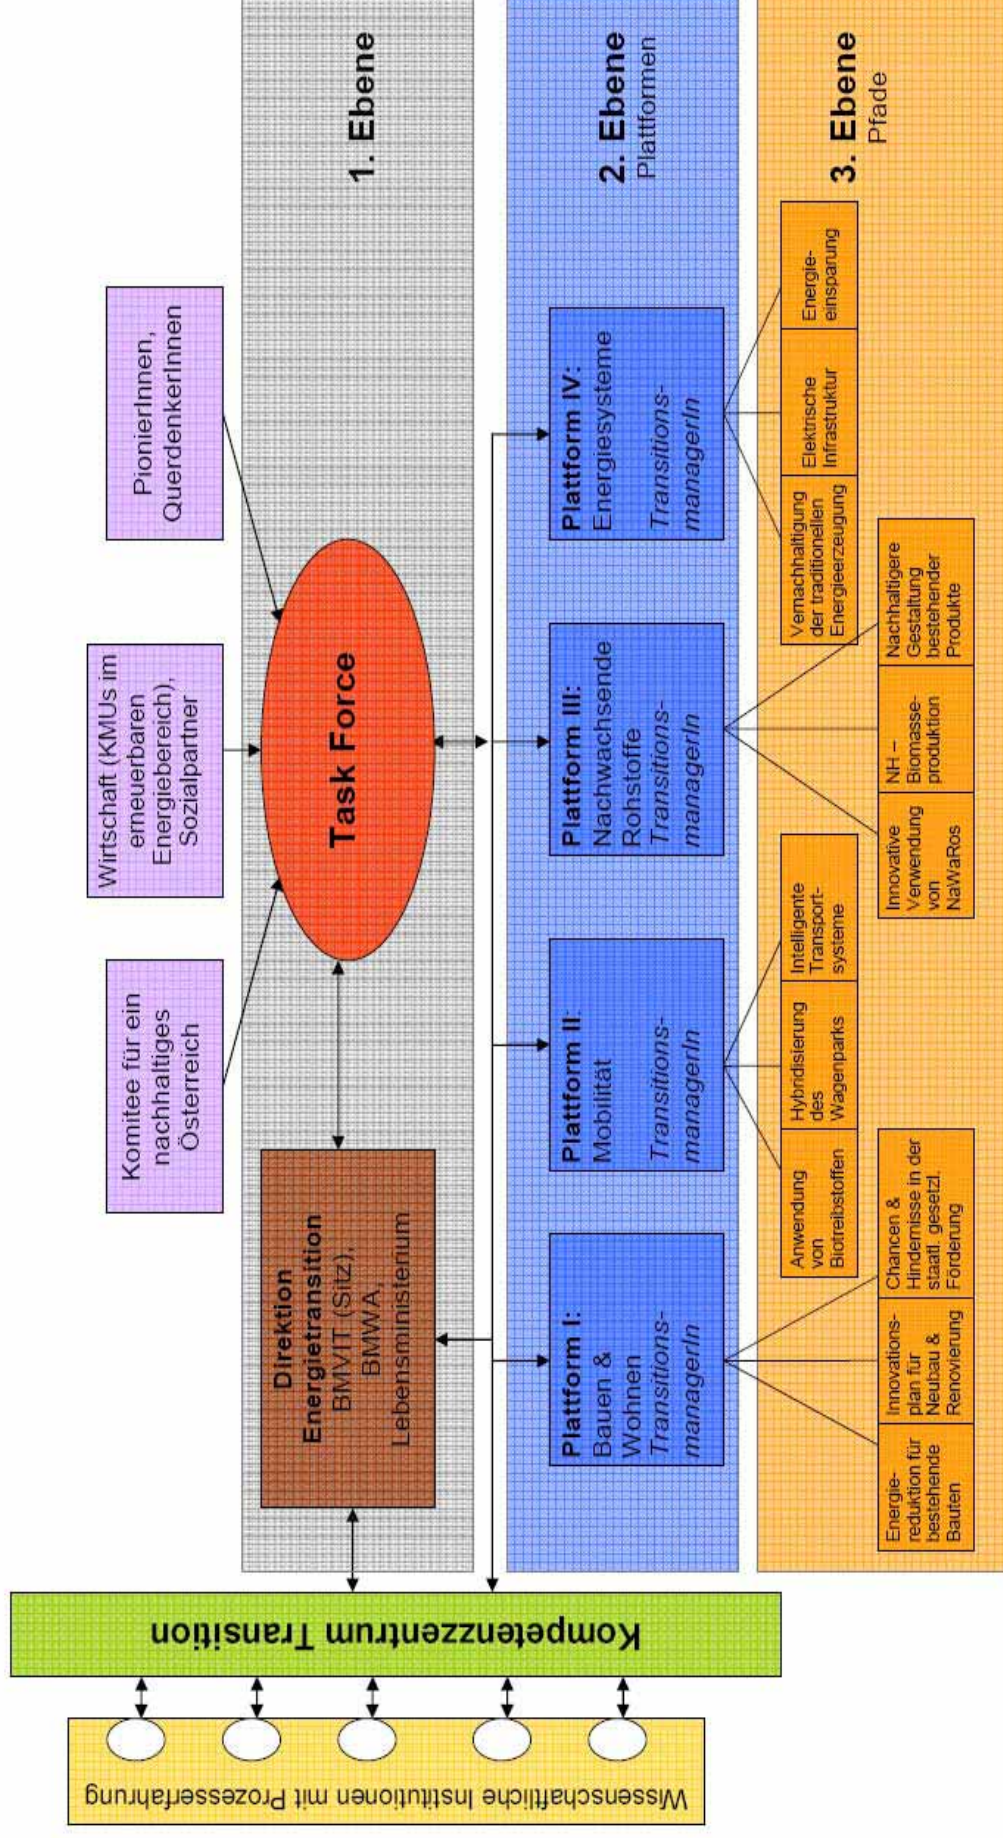 Komitee für ein
nachhaltiges
Österreich
Wirtschaft (KMUs im
erneuerbaren
Energiebereich),
Sozialpartner
PionierInnen,
QuerdenkerInnen
Wissenschaftliche Institutionen mit Prozesserfahrung
Kompetenzzentrum Transition
Direktion
Energietransition
BMVIT (Sitz),
BMWA,
Lebensministerium
Task Force
1. Ebene
Plattform I:
Bauen &
Wohnen
Transitions-
managerIn
Plattform II:
Mobilität
Transitions-
managerIn
Plattform III:
Nachwachsende
Rohstoffe
Transitions-
managerIn
Plattform IV:
Energiesysteme
Transitions-
managerIn
2. Ebene
Plattformen
Energie-
reduktion für
bestehende
Bauten
Innovations-
plan für
Neubau &
Renovierung
Chancen &
Hindernisse in der
staatl. gesetzl.
Förderung
Anwendung
von
Biotreibstoffen
Hybridisierung
des
Wagenparks
Intelligente
Transport-
systeme
Innovative
Verwendung
von
NaWaRos
NH –
Biomasse-
produktion
Nachhaltigere
Gestaltung
bestehender
Produkte
Vernachhaltigung
der traditionellen
Energieerzeugung
Elektrische
Infrastruktur
Energie-
einsparung
3. Ebene
Pfade